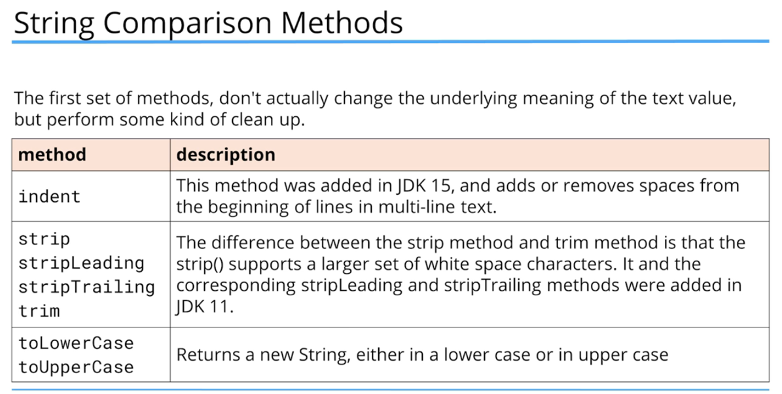 String Comparison Methods
The first set of methods, don't actually change the underlying meaning of the text value,
but perform some kind of clean up.
method description
indent
This method was added in JDK 15, and adds or removes spaces from
the beginning of lines in multi-line text.
strip
stripLeading
stripTrailing
trim
The difference between the strip method and trim method is that the
strip() supports a larger set of white space characters. It and the
corresponding stripLeading and stripTrailing methods were added in
JDK 11.
toLowerCase
toUpperCase
Returns a new String, either in a lower case or in upper case